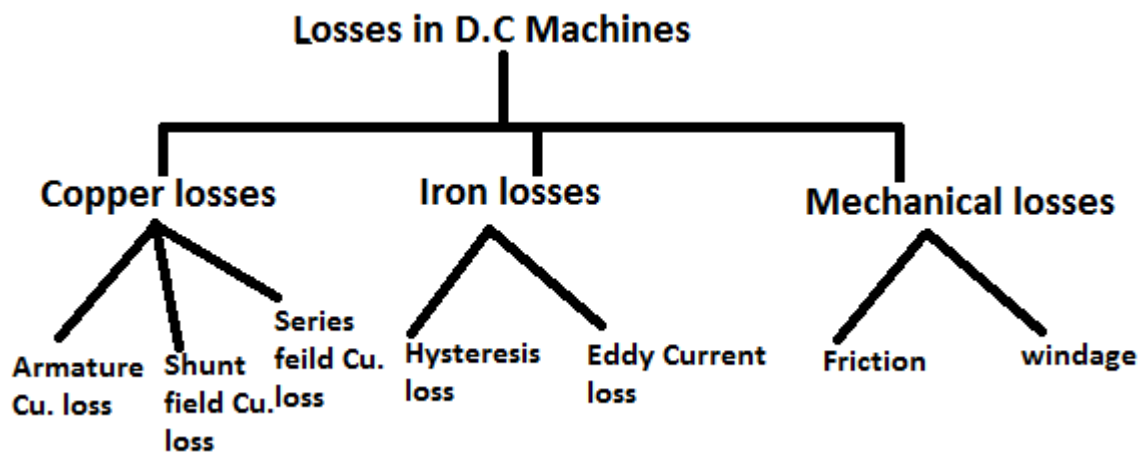 Losses in D.C Machines
Copper losses
Iron losses
Mechanical losses
Armature
Cu. loss
Shunt
field Cu.
loss
Series
feild Cu.
loss
Hysteresis
loss
Eddy Current
loss
Friction
windage